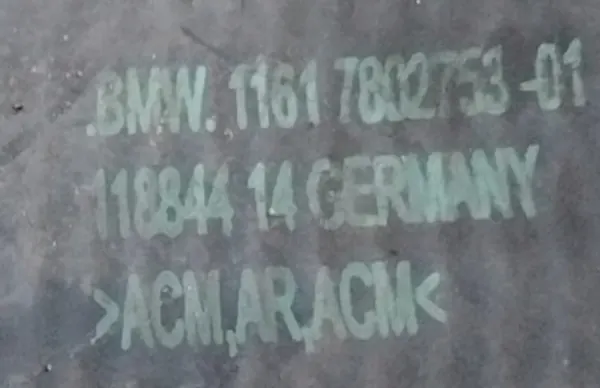 .BMW. 1161 7802753 -01
118844 14 GERMANY
>ACM,AR,ACM<